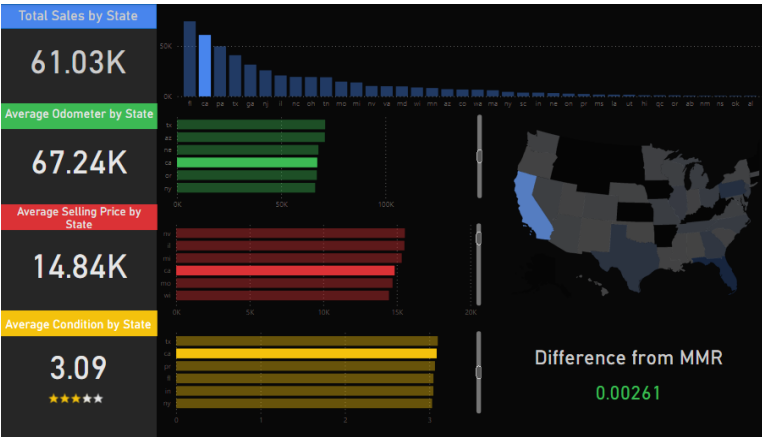 Total Sales by State
61.03K
50K
0K
fl ca pa tx ga nj il nc oh tn mo mi nv va md wi mn az co wa ma ny sc in ne on pr ms la ut hi qc or ab nm ns ok al
Average Odometer by State
67.24K
tx
as
ne
ca
or
ny
0K 50K 100K
Average Selling Price by
State
14.84K
nv
il
mi
ca
mo
wi
0K 5K 10K 15K 20K
Average Condition by State
3.09
tx
ca
pr
fl
ny
0 1 2 3
Difference from MMR
0.00261